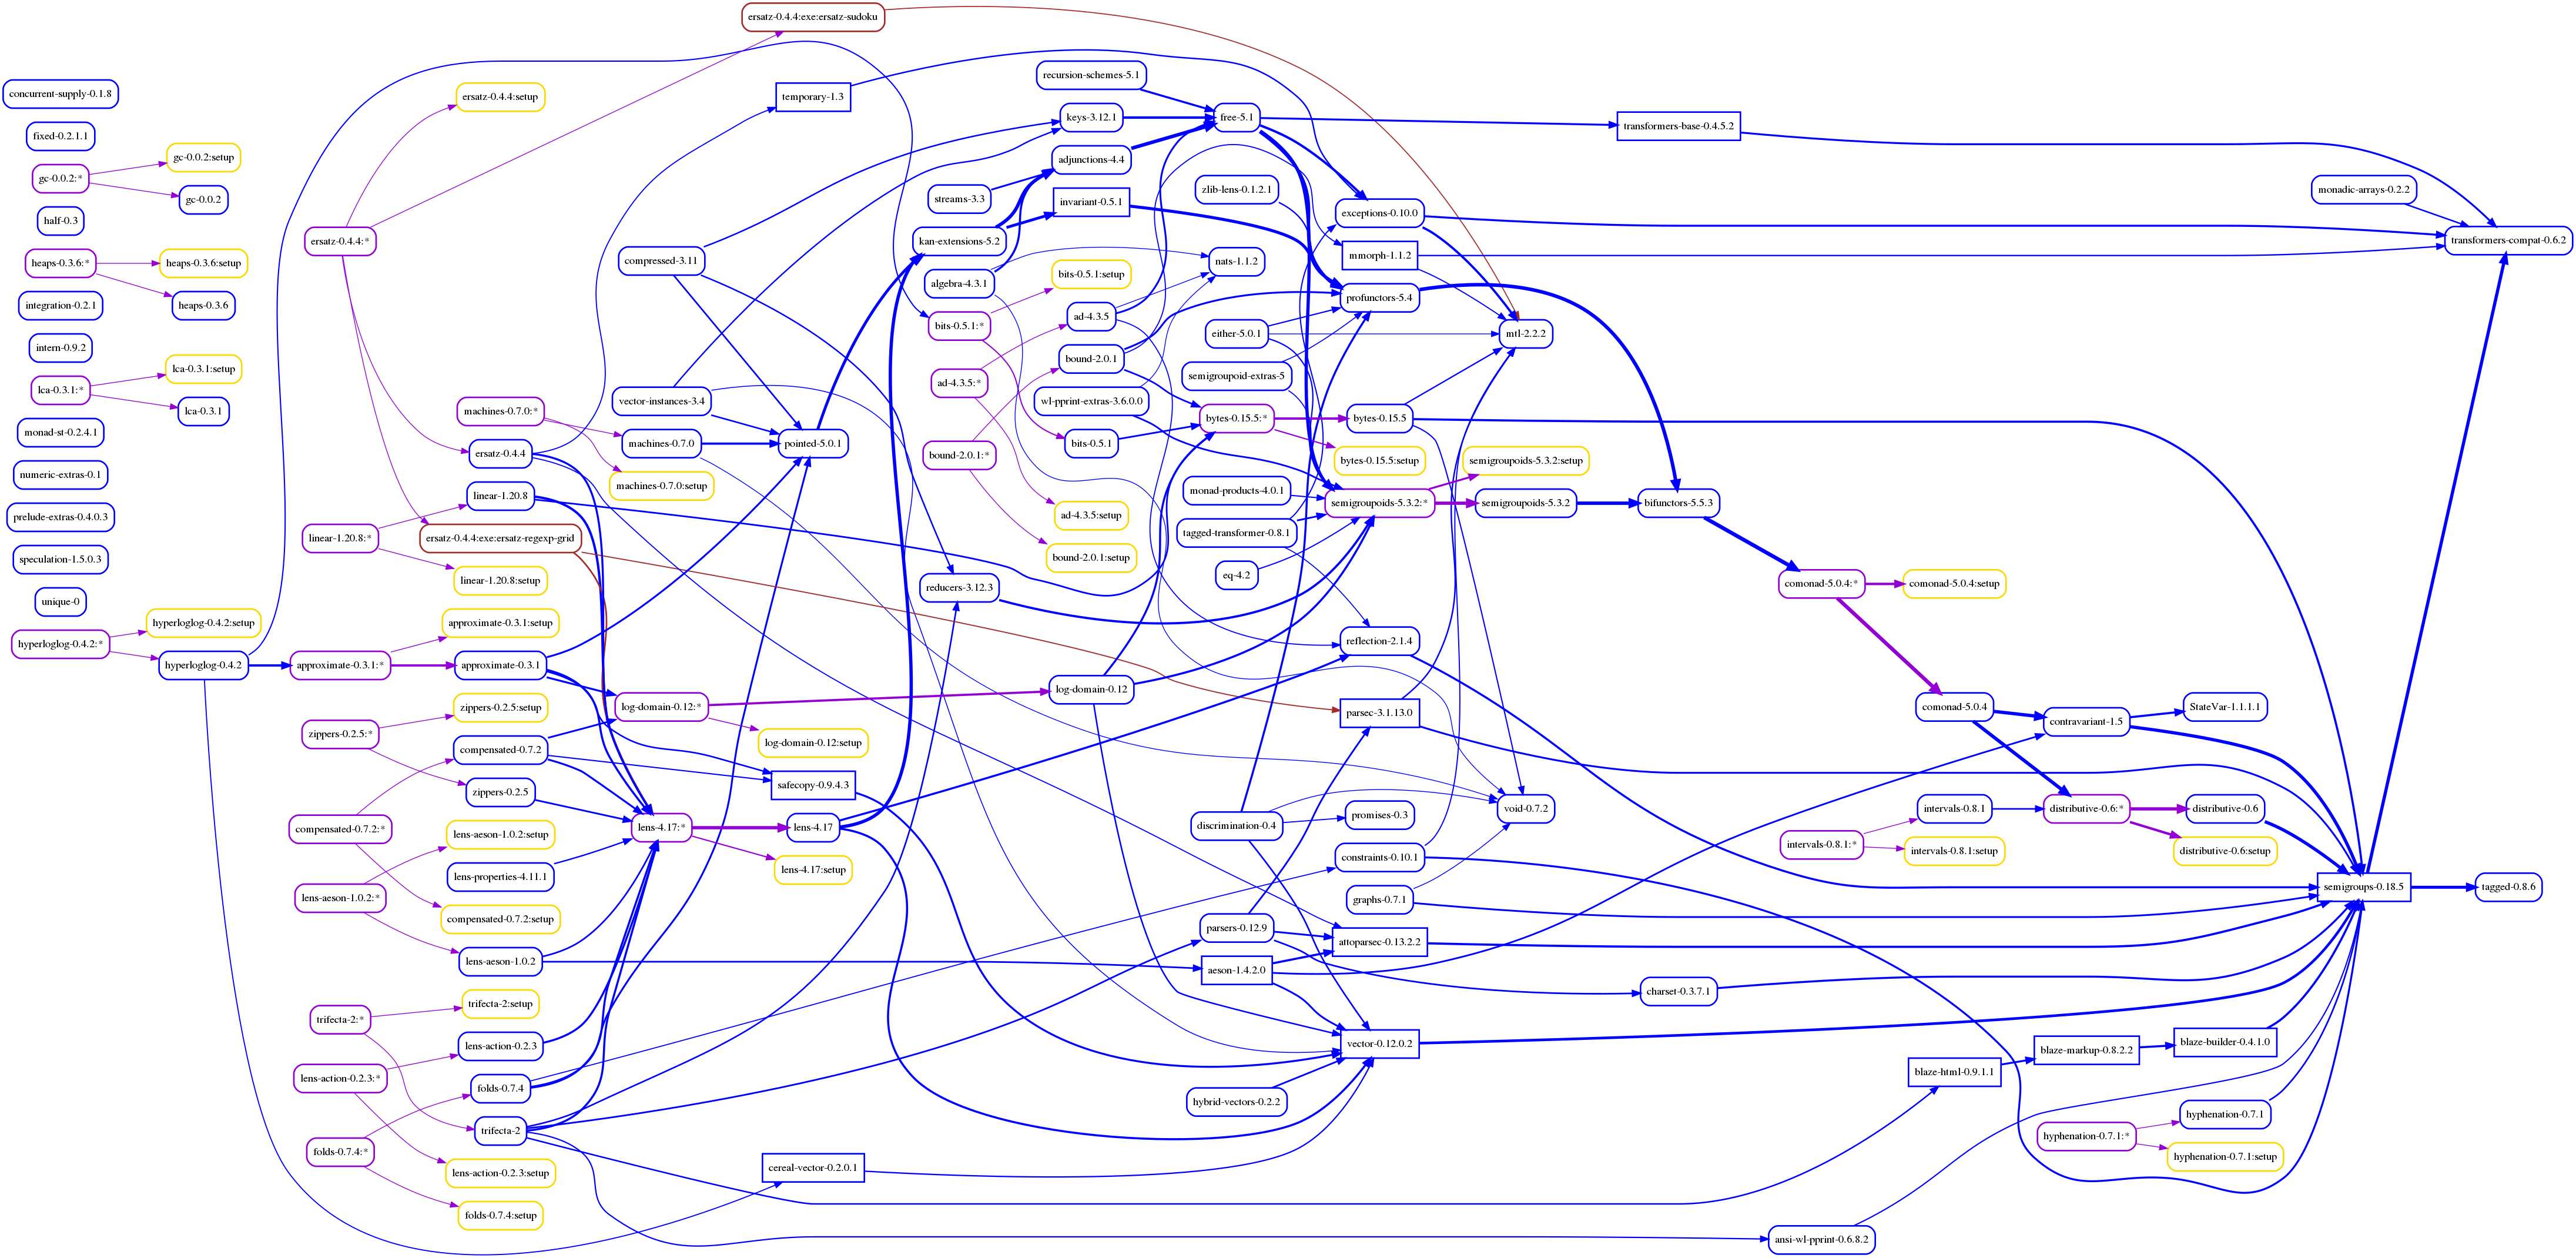 concurrent-supply-0.1.8
fixed-0.2.1.1
gc-0.0.2:*
gc-0.0.2:setup
gc-0.0.2
half-0.3
heaps-0.3.6:*
heaps-0.3.6:setup
heaps-0.3.6
integration-0.2.1
intern-0.9.2
lca-0.3.1:*
lca-0.3.1:setup
lca-0.3.1
monad-st-0.2.4.1
numeric-extras-0.1
prelude-extras-0.4.0.3
speculation-1.5.0.3
unique-0
hyperloglog-0.4.2:*
hyperloglog-0.4.2:setup
hyperloglog-0.4.2
ersatz-0.4.4:*
linear-1.20.8:*
approximate-0.3.1:*
zippers-0.2.5:*
compensated-0.7.2:*
lens-aeson-1.0.2:*
trifecta-2:*
lens-action-0.2.3:*
folds-0.7.4:*
ersatz-0.4.4:setup
machines-0.7.0:*
ersatz-0.4.4
linear-1.20.8
ersatz-0.4.4:exe:ersatz-regexp-grid
linear-1.20.8:setup
approximate-0.3.1:setup
approximate-0.3.1
zippers-0.2.5:setup
compensated-0.7.2
zippers-0.2.5
lens-aeson-1.0.2:setup
lens-properties-4.11.1
compensated-0.7.2:setup
lens-aeson-1.0.2
trifecta-2:setup
lens-action-0.2.3
folds-0.7.4
trifecta-2
lens-action-0.2.3:setup
folds-0.7.4:setup
compressed-3.11
vector-instances-3.4
machines-0.7.0
machines-0.7.0:setup
log-domain-0.12:*
lens-4.17:*
ersatz-0.4.4:exe:ersatz-sudoku
temporary-1.3
pointed-5.0.1
log-domain-0.12:setup
safecopy-0.9.4.3
lens-4.17
lens-4.17:setup
cereal-vector-0.2.0.1
streams-3.3
kan-extensions-5.2
algebra-4.3.1
bits-0.5.1:*
ad-4.3.5:*
bound-2.0.1:*
reducers-3.12.3
recursion-schemes-5.1
keys-3.12.1
adjunctions-4.4
invariant-0.5.1
bits-0.5.1:setup
ad-4.3.5
bound-2.0.1
wl-pprint-extras-3.6.0.0
bits-0.5.1
ad-4.3.5:setup
bound-2.0.1:setup
log-domain-0.12
free-5.1
zlib-lens-0.1.2.1
nats-1.1.2
either-5.0.1
semigroupoid-extras-5
bytes-0.15.5:*
monad-products-4.0.1
tagged-transformer-0.8.1
eq-4.2
discrimination-0.4
parsers-0.12.9
aeson-1.4.2.0
hybrid-vectors-0.2.2
exceptions-0.10.0
mmorph-1.1.2
profunctors-5.4
bytes-0.15.5
bytes-0.15.5:setup
semigroupoids-5.3.2:*
reflection-2.1.4
parsec-3.1.13.0
promises-0.3
constraints-0.10.1
graphs-0.7.1
attoparsec-0.13.2.2
vector-0.12.0.2
mtl-2.2.2
semigroupoids-5.3.2:setup
semigroupoids-5.3.2
void-0.7.2
transformers-base-0.4.5.2
bifunctors-5.5.3
charset-0.3.7.1
comonad-5.0.4:*
intervals-0.8.1:*
ansi-wl-pprint-0.6.8.2
comonad-5.0.4:setup
comonad-5.0.4
intervals-0.8.1
intervals-0.8.1:setup
blaze-html-0.9.1.1
contravariant-1.5
distributive-0.6:*
blaze-markup-0.8.2.2
hyphenation-0.7.1:*
StateVar-1.1.1.1
distributive-0.6
distributive-0.6:setup
blaze-builder-0.4.1.0
hyphenation-0.7.1
hyphenation-0.7.1:setup
monadic-arrays-0.2.2
semigroups-0.18.5
transformers-compat-0.6.2
tagged-0.8.6